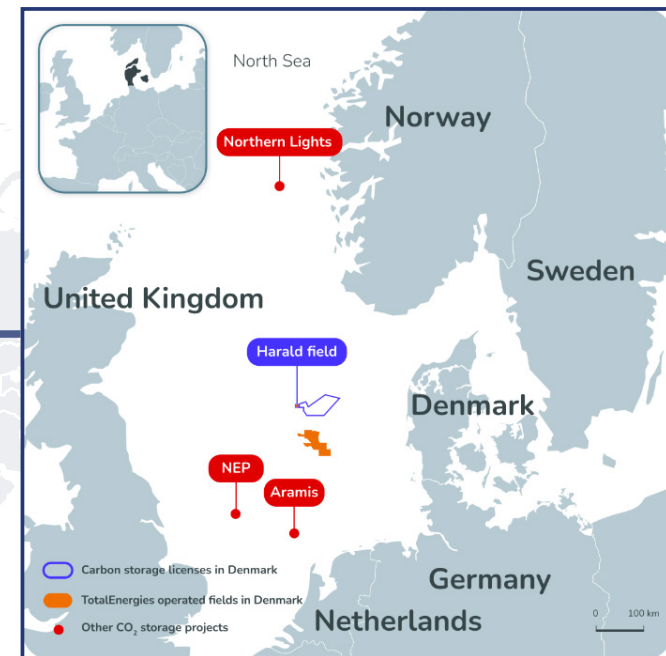 North Sea
Norway
Northern Lights
Sweden
United Kingdom
Harald field
Denmark
NEP
Aramis
Carbon storage licenses in Denmark
TotalEnergies operated fields in Denmark
Other CO₂ storage projects
Germany
Netherlands
0 100 km